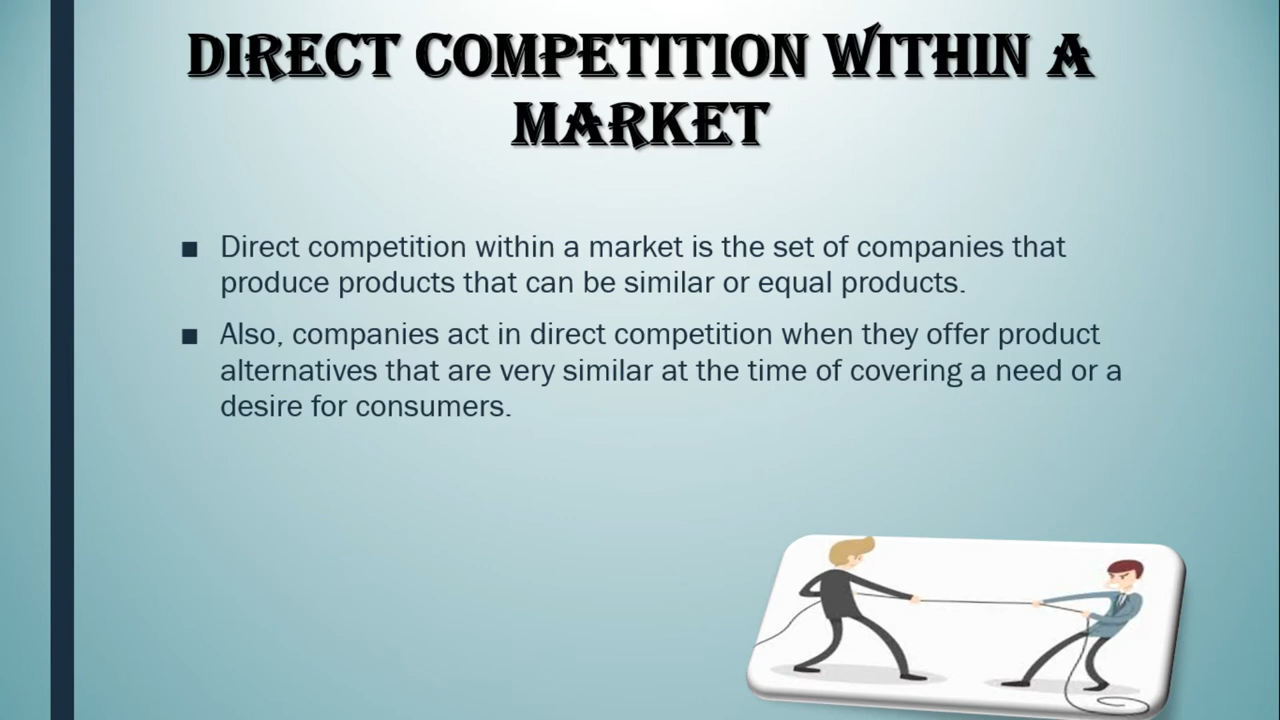 DIRECT COMPETITION WITHIN A
MARKET
▪ Direct competition within a market is the set of companies that
produce products that can be similar or equal products.
▪ Also, companies act in direct competition when they offer product
alternatives that are very similar at the time of covering a need or a
desire for consumers.